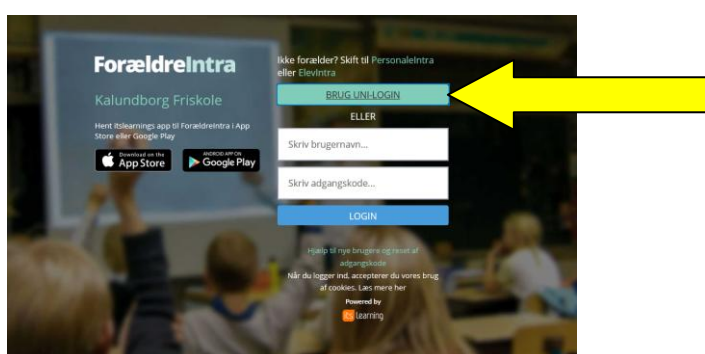 ForældreIntra
Kalundborg Friskole
Hent itslearnings app til ForældreIntra i App
Store eller Google Play
Download on the
App Store
ANDROID APP ON
Google Play
Ikke forælder? Skift til PersonaleIntra
eller ElevIntra
BRUG UNI-LOGIN
ELLER
Skriv brugernavn...
Skriv adgangskode...
LOGIN
Hjælp til nye brugere og reset af
adgangskode
Når du logger ind, accepterer du vores brug
af cookies. Læs mere her
Powered by
its learning